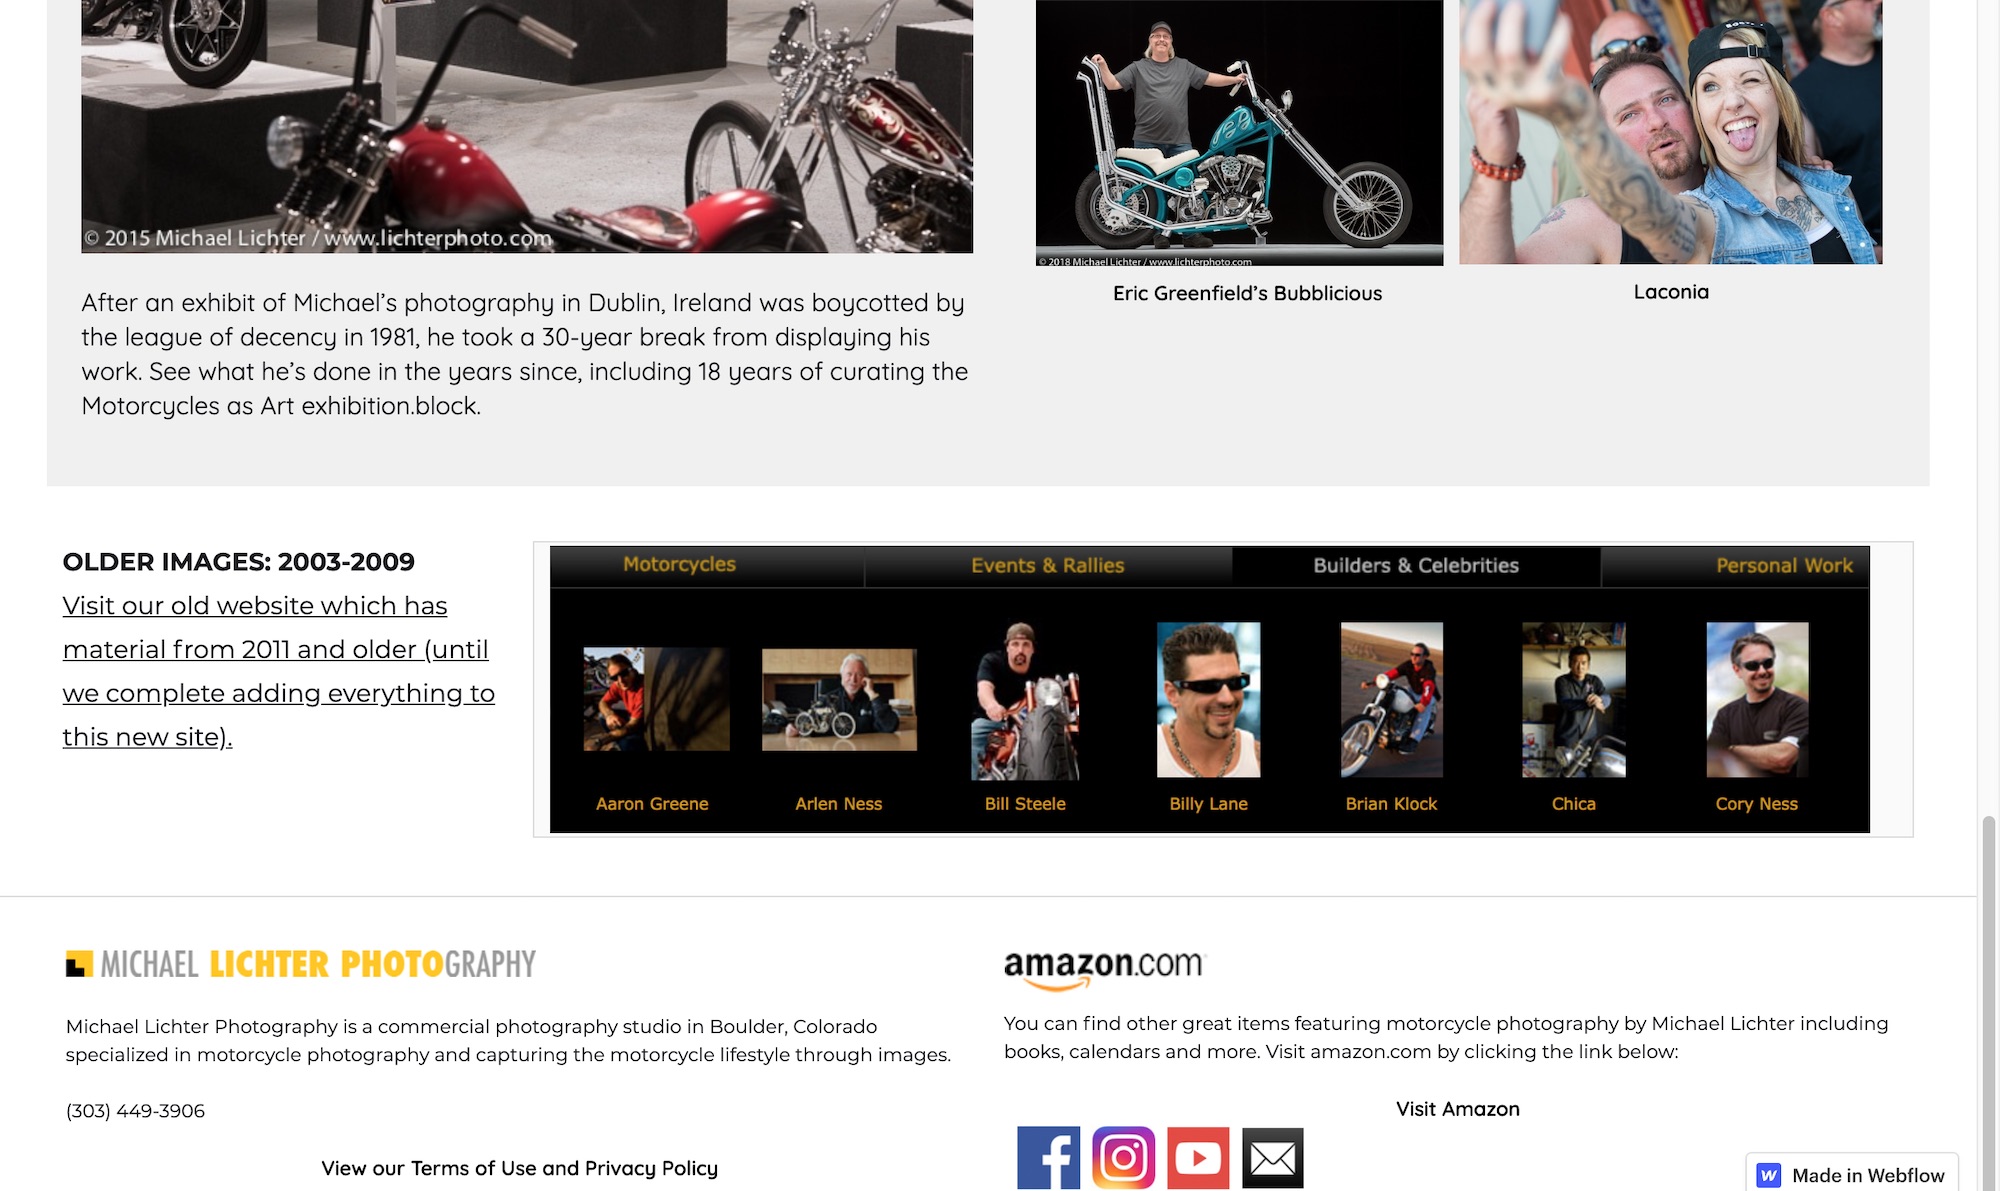 © 2015 Michael Lichter / www.lichterphoto.com
After an exhibit of Michael's photography in Dublin, Ireland was boycotted by
the league of decency in 1981, he took a 30-year break from displaying his
work. See what he's done in the years since, including 18 years of curating the
Motorcycles as Art exhibition.block.
© 2018 Michael Lichter / www.lichterphoto.com
Eric Greenfield's Bubblicious
Laconia
OLDER IMAGES: 2003-2009
Visit our old website which has
material from 2011 and older (until
we complete adding everything to
this new site).
Motorcycles
Events & Rallies
Builders & Celebrities
Personal Work
Aaron Greene
Arlen Ness
Bill Steele
Billy Lane
Brian Klock
Chica
Cory Ness
MICHAEL LICHTER PHOTOGRAPHY
Michael Lichter Photography is a commercial photography studio in Boulder, Colorado
specialized in motorcycle photography and capturing the motorcycle lifestyle through images.
(303) 449-3906
View our Terms of Use and Privacy Policy
amazon.com
You can find other great items featuring motorcycle photography by Michael Lichter including
books, calendars and more. Visit amazon.com by clicking the link below:
Visit Amazon
Made in Webflow